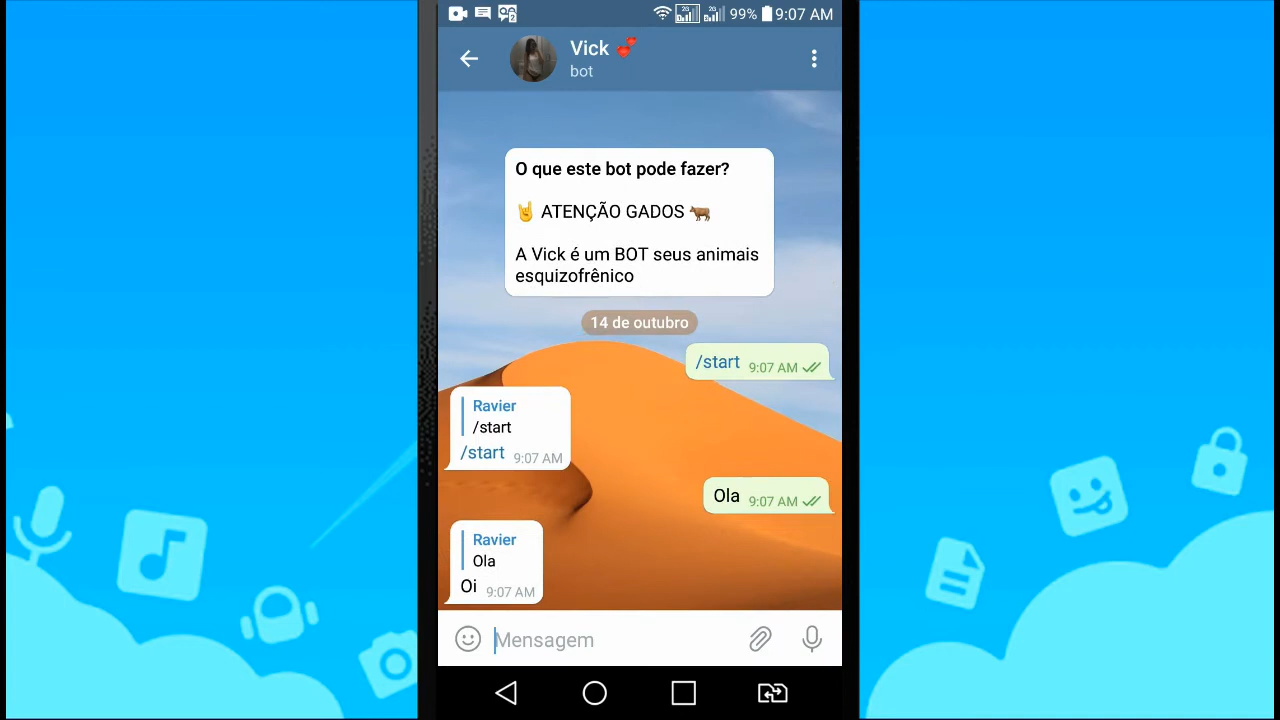 2G
2G
99%
9:07 AM
Vick 💕
bot
O que este bot pode fazer?
🤘 ATENÇÃO GADOS 🐂
A Vick é um BOT seus animais
esquizofrênico
14 de outubro
/start 9:07 AM
Ravier
/start
/start 9:07 AM
Ola 9:07 AM
Ravier
Ola
Oi 9:07 AM
Mensagem